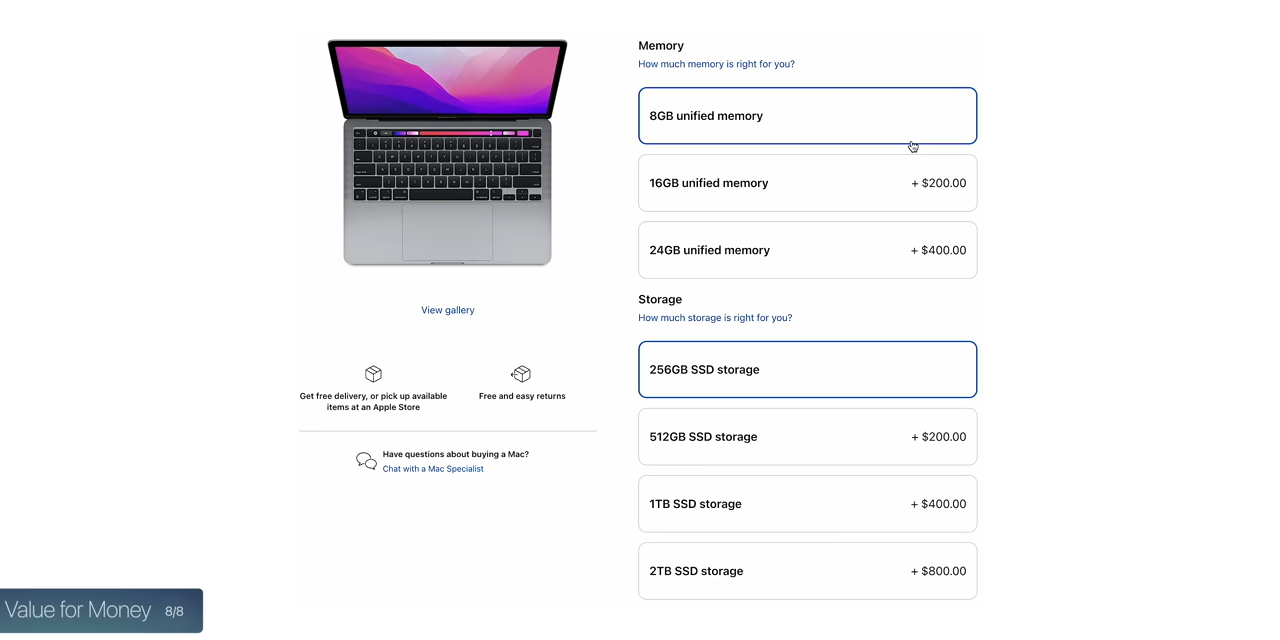 Memory
How much memory is right for you?
8GB unified memory
16GB unified memory + $200.00
24GB unified memory + $400.00
Storage
How much storage is right for you?
256GB SSD storage
512GB SSD storage + $200.00
1TB SSD storage + $400.00
2TB SSD storage + $800.00
View gallery
Get free delivery, or pick up available
items at an Apple Store
Free and easy returns
Have questions about buying a Mac?
Chat with a Mac Specialist
Value for Money 8/8